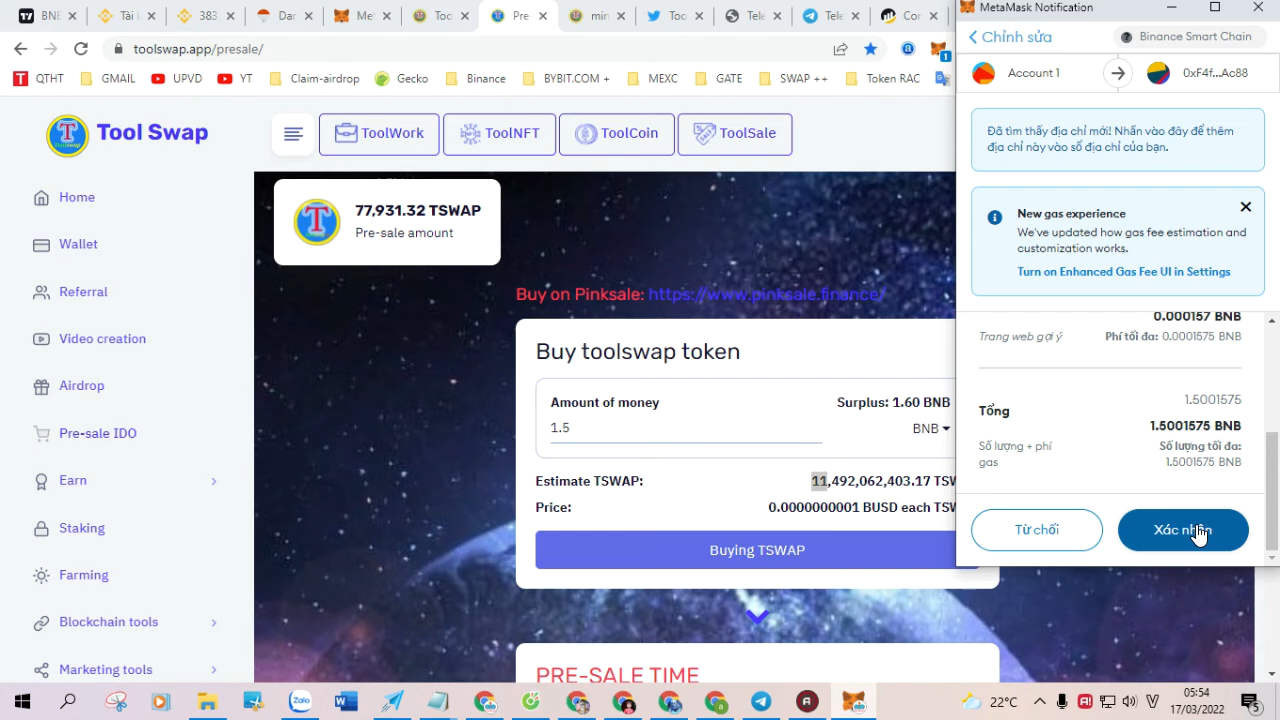 BNE
Tài k
383.
Dar
Me
Too
Pre
min
Too
Tele
Tele
Cor
MetaMask Notification
toolswap.app/presale/
1
QTHT
GMAIL
UPVD
YT
Claim-airdrop
Gecko
Binance
BYBIT.COM +
MEXC
GATE
SWAP ++
Token RAC
Tool Swap
ToolWork
ToolNFT
ToolCoin
ToolSale
Home
Wallet
Referral
Video creation
Airdrop
Pre-sale IDO
Earn
Staking
Farming
Blockchain tools
Marketing tools
77,931.32 TSWAP
Pre-sale amount
Buy on Pinksale: https://www.pinksale.finance/
Buy toolswap token
Amount of money
Surplus: 1.60 BNB
1.5
BNB
Estimate TSWAP:
11,492,062,403.17 TSW
Price:
0.0000000001 BUSD each TSW
Buying TSWAP
PRE-SALE TIME
Chỉnh sửa
Binance Smart Chain
Account 1
0xF4f...Ac88
Đã tìm thấy địa chỉ mới! Nhấn vào đây để thêm
địa chỉ này vào sổ địa chỉ của bạn.
New gas experience
We've updated how gas fee estimation and
customization works.
Turn on Enhanced Gas Fee UI in Settings
0.000157 BNB
Trang web gợi ý
Phí tối đa: 0.0001575 BNB
1.5001575
Tổng
1.5001575 BNB
Số lượng + phí
gas
Số lượng tối đa:
1.5001575 BNB
Từ chối
Xác nhận
Zalo
22°C
05:54
17/03/2022
5